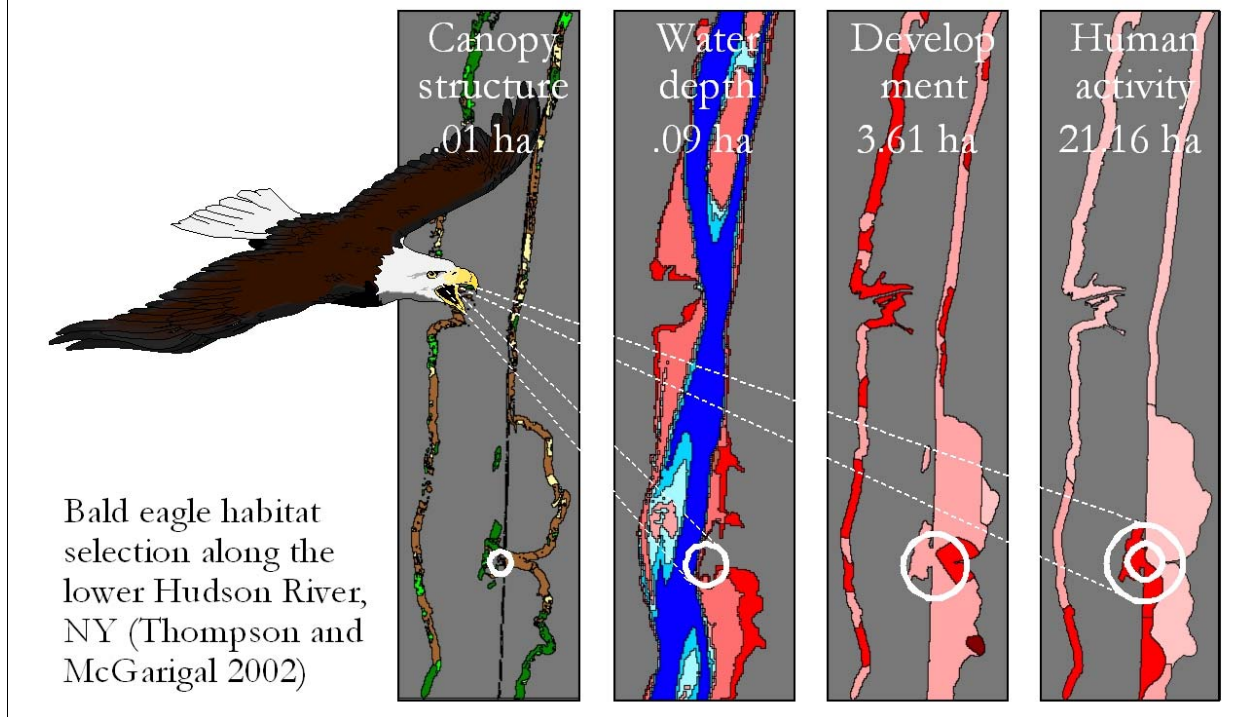 Canopy
structure
.01 ha
Water
depth
.09 ha
Develop
ment
3.61 ha
Human
activity
21.16 ha
Bald eagle habitat
selection along the
lower Hudson River,
NY (Thompson and
McGarigal 2002)